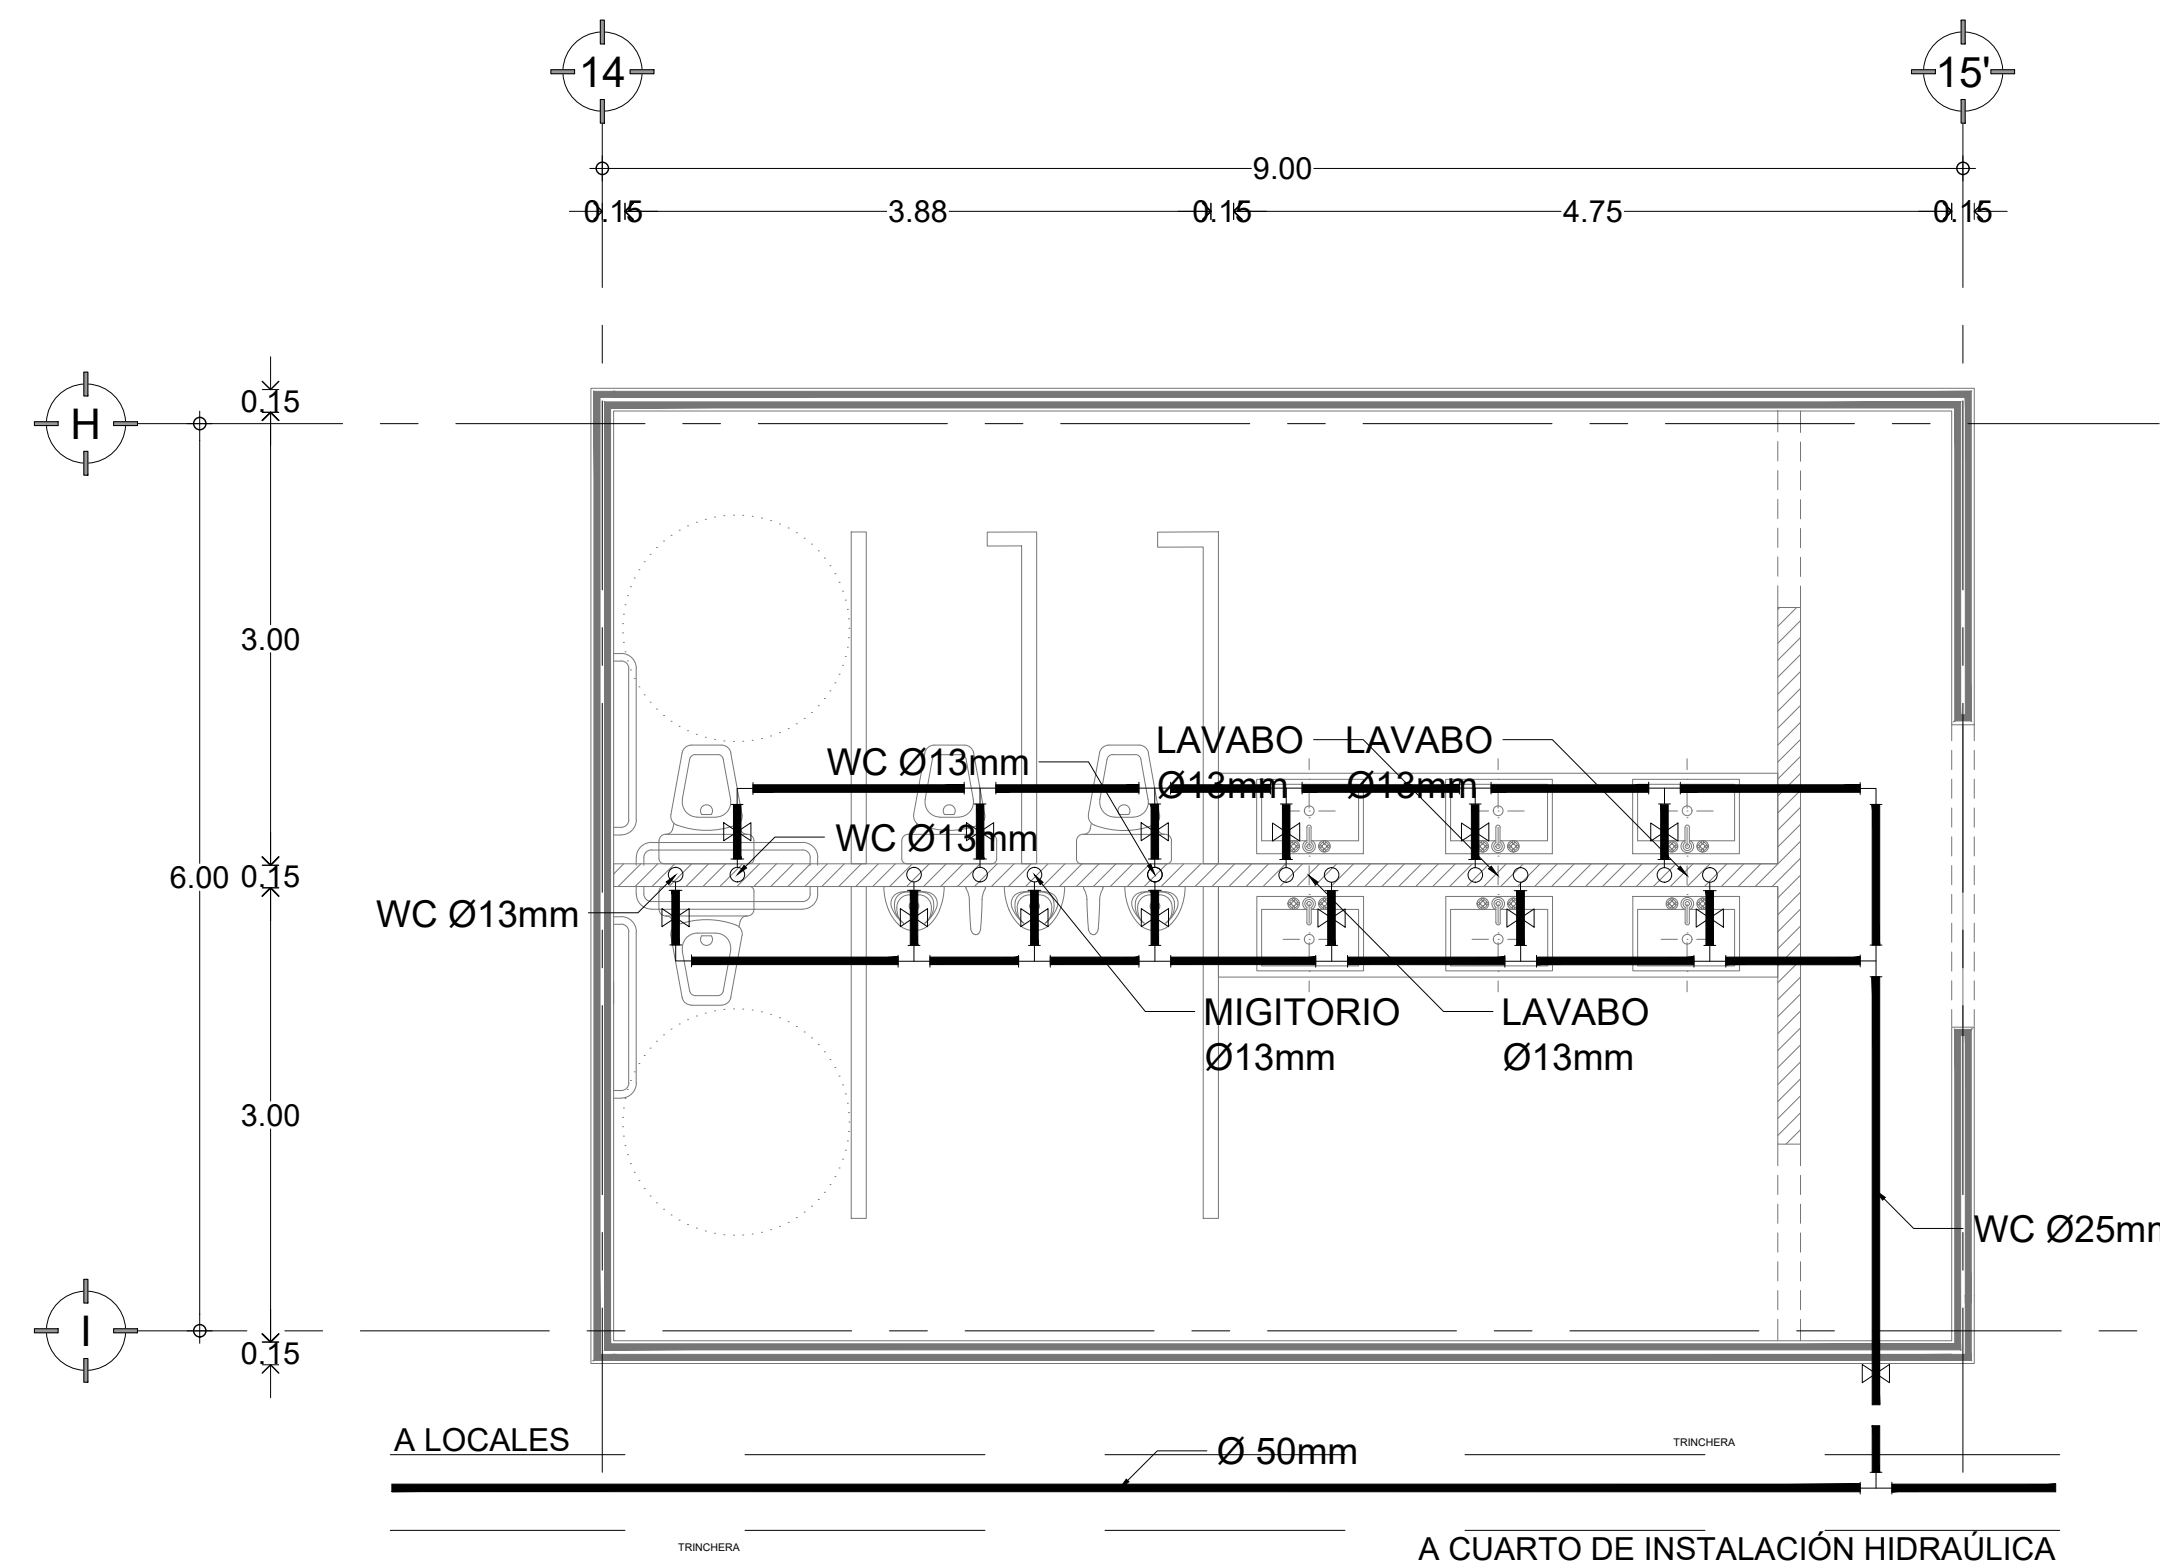 14
15'
9.00
0.15
3.88
0.15
4.75
0.15
H
0.15
3.00
6.00
0.15
3.00
I
0.15
LAVABO
Ø13mm
LAVABO
Ø13mm
WC Ø13mm
WC Ø13mm
WC Ø13mm
MIGITORIO
Ø13mm
LAVABO
Ø13mm
WC Ø25m
A LOCALES
Ø 50mm
TRINCHERA
TRINCHERA
A CUARTO DE INSTALACIÓN HIDRAÚLICA